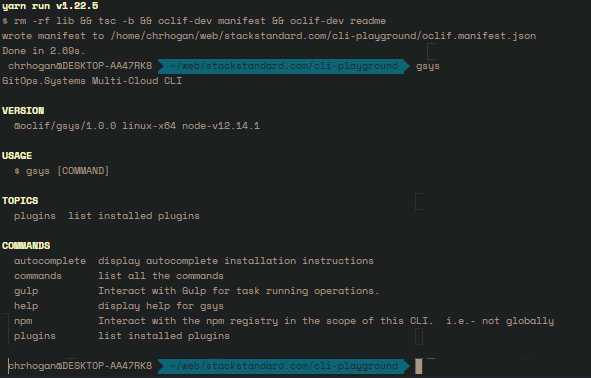 yarn run v1.22.5
$ rm -rf lib && tsc -b && oclif-dev manifest && oclif-dev readme
wrote manifest to /home/chrhogan/web/stackstandard.com/cli-playground/oclif.manifest.json
Done in 2.69s.
chrhogan@DESKTOP-AA47RK8 ~/web/stackstandard.com/cli-playground gsys
GitOps.Systems Multi-Cloud CLI
VERSION
@oclif/gsys/1.0.0 linux-x64 node-v12.14.1
USAGE
$ gsys [COMMAND]
TOPICS
plugins list installed plugins
COMMANDS
autocomplete display autocomplete installation instructions
commands list all the commands
gulp Interact with Gulp for task running operations.
help display help for gsys
npm Interact with the npm registry in the scope of this CLI. i.e.- not globally
plugins list installed plugins
chrhogan@DESKTOP-AA47RK8 ~/web/stackstandard.com/cli-playground